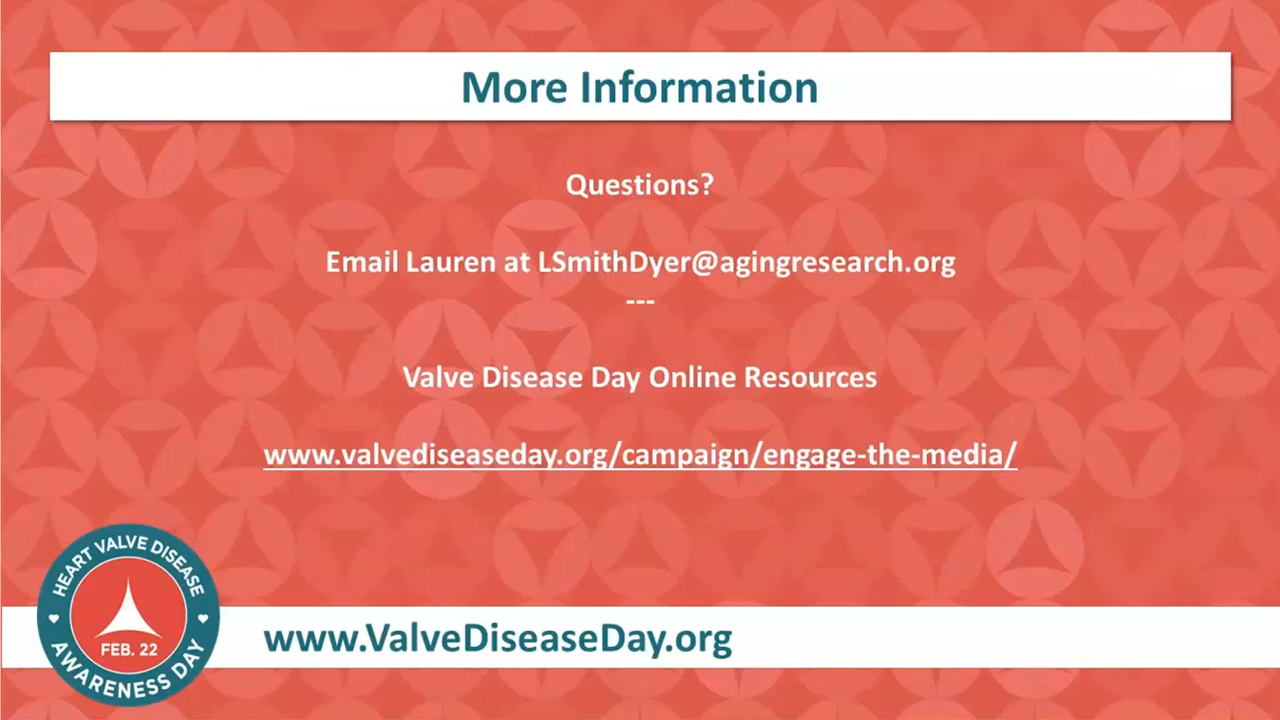 More Information
Questions?
Email Lauren at LSmithDyer@agingresearch.org
---
Valve Disease Day Online Resources
www.valvediseaseday.org/campaign/engage-the-media/
HEART VALVE DISEASE
FEB. 22
AWARENESS DAY
www.ValveDiseaseDay.org